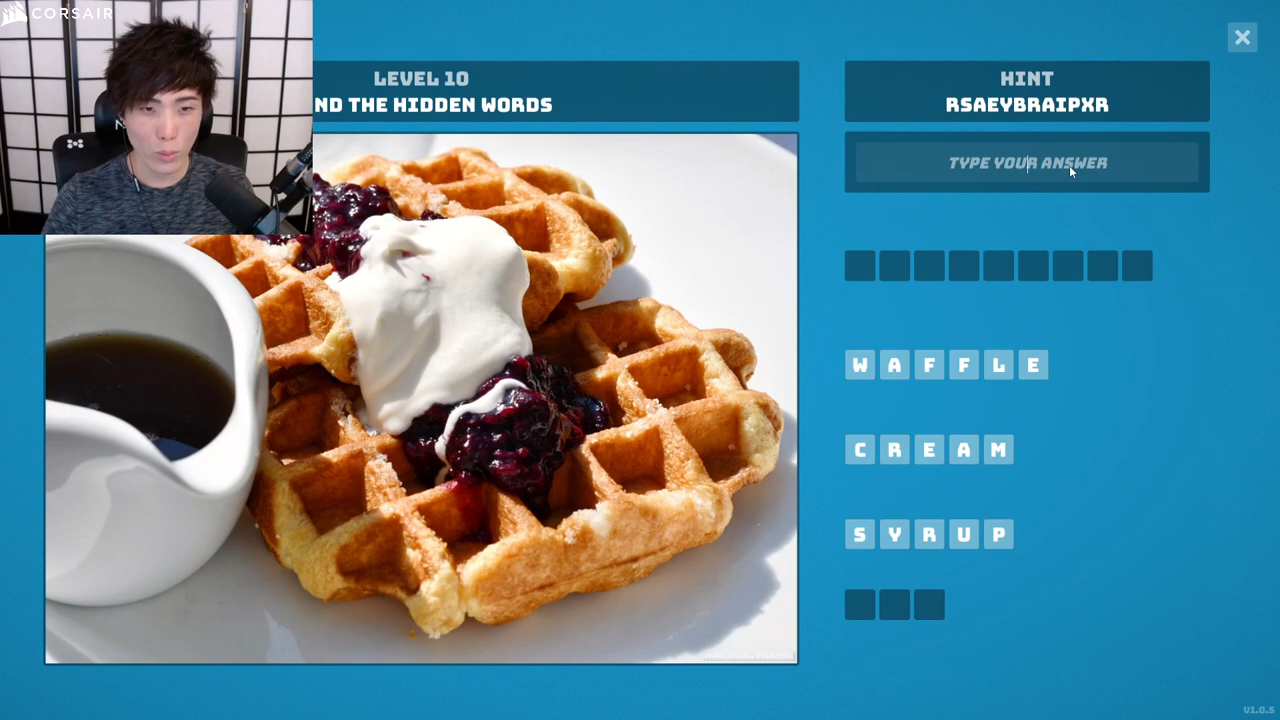 CORSAIR
LEVEL 10
ND THE HIDDEN WORDS
HINT
RSAEYBRAIPXR
TYPE YOUR ANSWER
WAFFLE
CREAM
SYRUP
V1.0.5